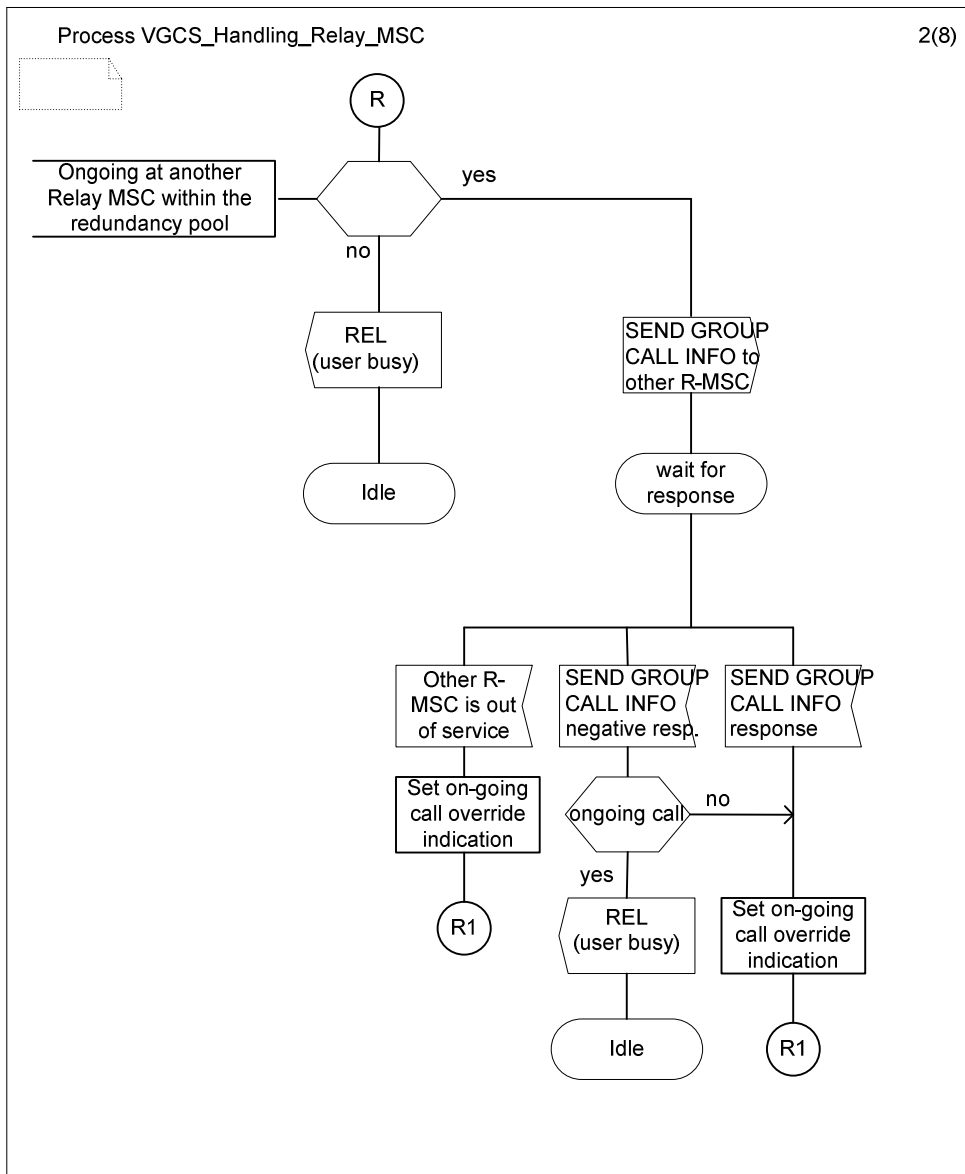 Process VGCS_Handling_Relay_MSC
2(8)
R
Ongoing at another
Relay MSC within the
redundancy pool
yes
no
REL
(user busy)
SEND GROUP
CALL INFO to
other R-MSC
Idle
wait for
response
Other R-
MSC is out
of service
SEND GROUP
CALL INFO
negative resp.
SEND GROUP
CALL INFO
response
Set on-going
call override
indication
ongoing call
no
yes
R1
REL
(user busy)
Set on-going
call override
indication
Idle
R1